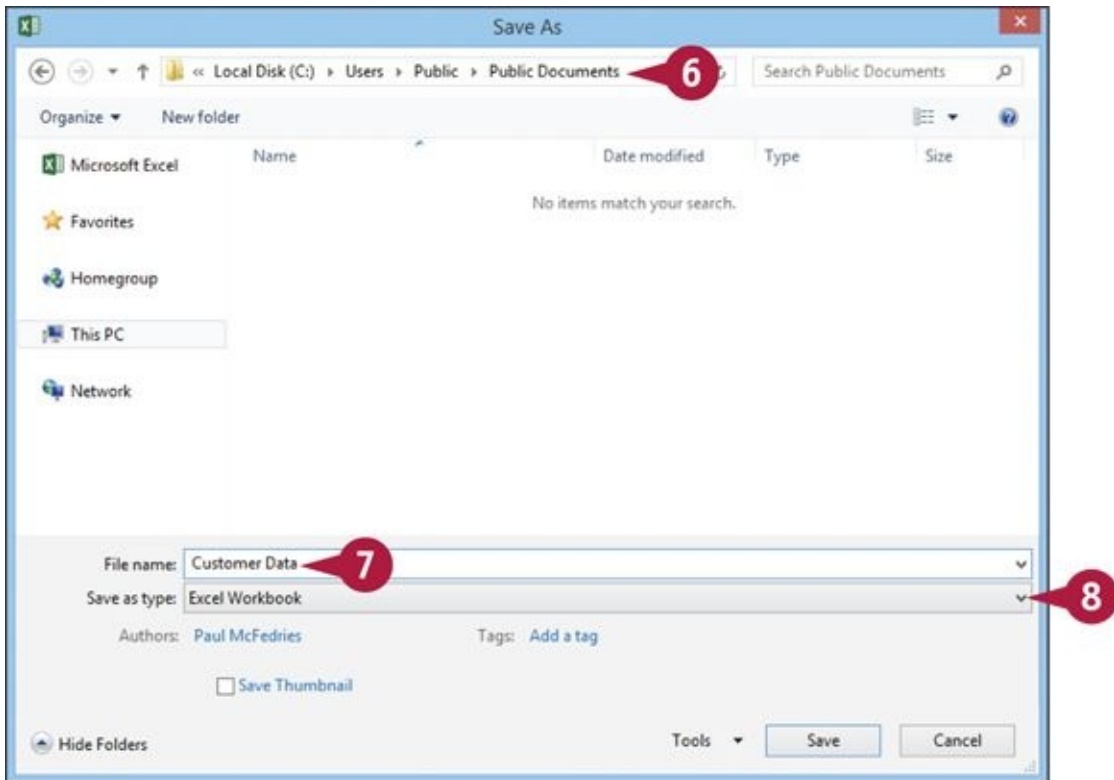 Save As
« Local Disk (C:) ▸ Users ▸ Public ▸ Public Documents 6 Search Public Documents
Organize ▾ New folder
Microsoft Excel Name Date modified Type Size
No items match your search.
Favorites
Homegroup
This PC
Network
File name: Customer Data 7
Save as type: Excel Workbook 8
Authors: Paul McFedries Tags: Add a tag
Save Thumbnail
Hide Folders Tools ▾ Save Cancel